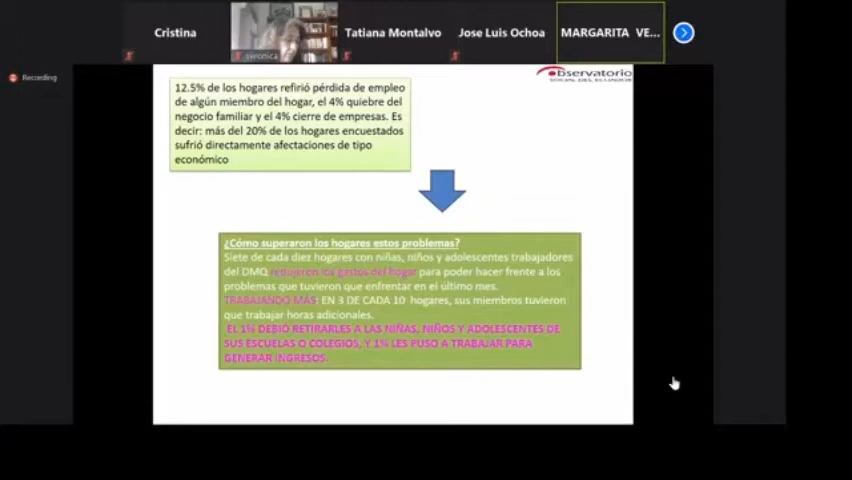 Cristina
veronica
Tatiana Montalvo
Jose Luis Ochoa
MARGARITA VE...
Recording
Observatorio
SOCIAL DEL ECUADOR
12.5% de los hogares refirió pérdida de empleo
de algún miembro del hogar, el 4% quiebre del
negocio familiar y el 4% cierre de empresas. Es
decir: más del 20% de los hogares encuestados
sufrió directamente afectaciones de tipo
económico
¿Cómo superaron los hogares estos problemas?
Siete de cada diez hogares con niñas, niños y adolescentes trabajadores
del DMQ redujeron los gastos del hogar para poder hacer frente a los
problemas que tuvieron que enfrentar en el último mes.
TRABAJANDO MÁS: EN 3 DE CADA 10 hogares, sus miembros tuvieron
que trabajar horas adicionales.
EL 1% DEBIÓ RETIRARLES A LAS NIÑAS, NIÑOS Y ADOLESCENTES DE
SUS ESCUELAS O COLEGIOS, Y 1% LES PUSO A TRABAJAR PARA
GENERAR INGRESOS.